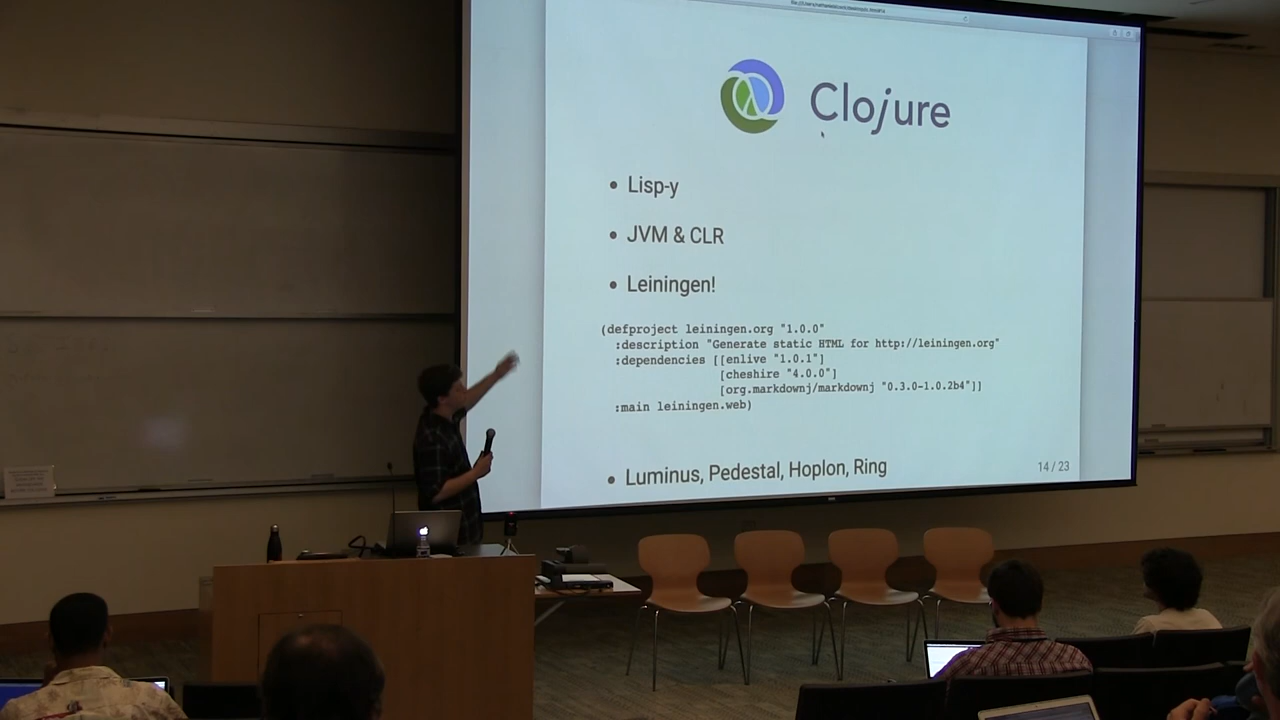 Clojure
• Lisp-y
• JVM & CLR
• Leiningen!
(defproject leiningen.org "1.0.0"
:description "Generate static HTML for http://leiningen.org"
:dependencies [[enlive "1.0.1"]
[cheshire "4.0.0"]
[org.markdownj/markdownj "0.3.0-1.0.2b4"]]
:main leiningen.web)
• Luminus, Pedestal, Hoplon, Ring
14 / 23